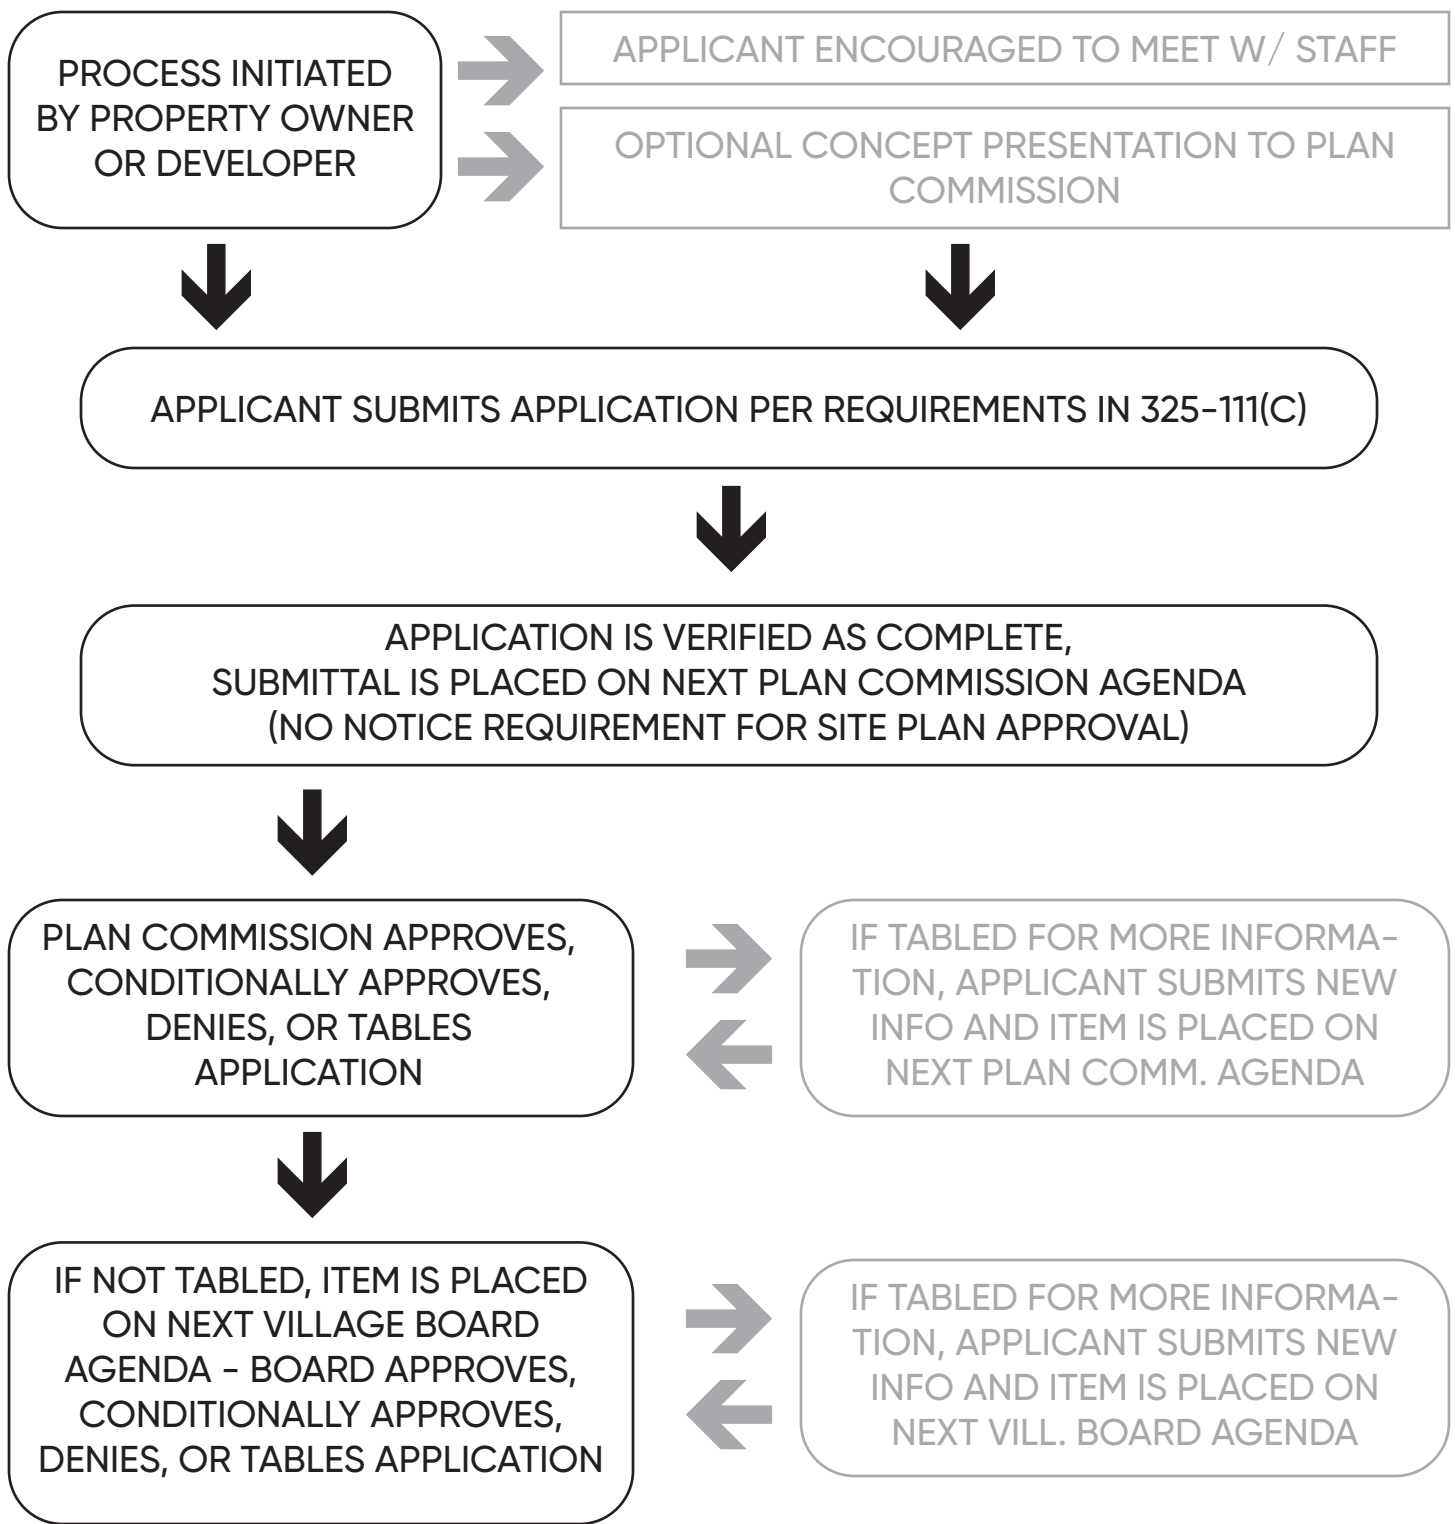 PROCESS INITIATED
BY PROPERTY OWNER
OR DEVELOPER
APPLICANT ENCOURAGED TO MEET W/ STAFF
OPTIONAL CONCEPT PRESENTATION TO PLAN
COMMISSION
APPLICANT SUBMITS APPLICATION PER REQUIREMENTS IN 325-111(C)
APPLICATION IS VERIFIED AS COMPLETE,
SUBMITTAL IS PLACED ON NEXT PLAN COMMISSION AGENDA
(NO NOTICE REQUIREMENT FOR SITE PLAN APPROVAL)
PLAN COMMISSION APPROVES,
CONDITIONALLY APPROVES,
DENIES, OR TABLES
APPLICATION
IF TABLED FOR MORE INFORMA-
TION, APPLICANT SUBMITS NEW
INFO AND ITEM IS PLACED ON
NEXT PLAN COMM. AGENDA
IF NOT TABLED, ITEM IS PLACED
ON NEXT VILLAGE BOARD
AGENDA - BOARD APPROVES,
CONDITIONALLY APPROVES,
DENIES, OR TABLES APPLICATION
IF TABLED FOR MORE INFORMA-
TION, APPLICANT SUBMITS NEW
INFO AND ITEM IS PLACED ON
NEXT VILL. BOARD AGENDA